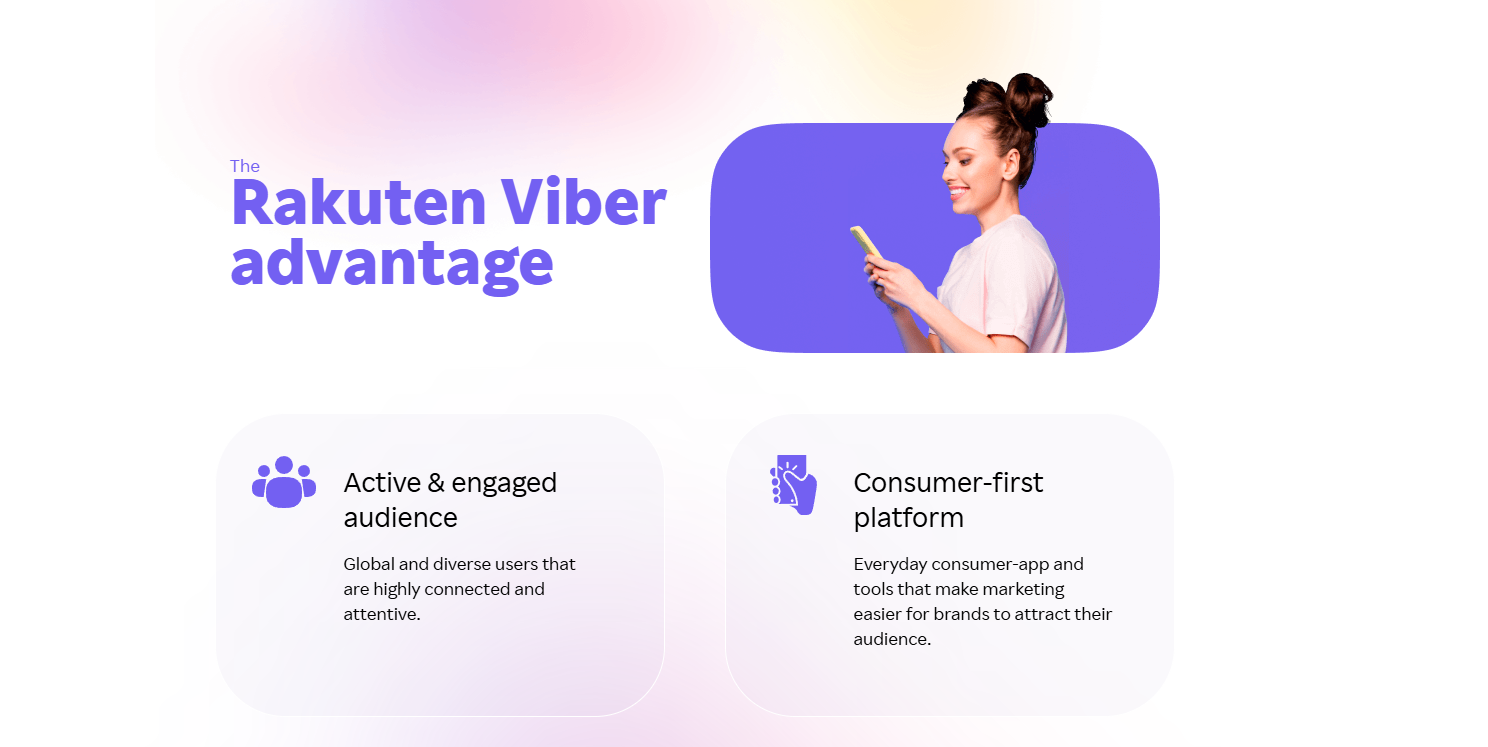 The
Rakuten Viber
advantage
Active & engaged
audience
Global and diverse users that
are highly connected and
attentive.
Consumer-first
platform
Everyday consumer-app and
tools that make marketing
easier for brands to attract their
audience.